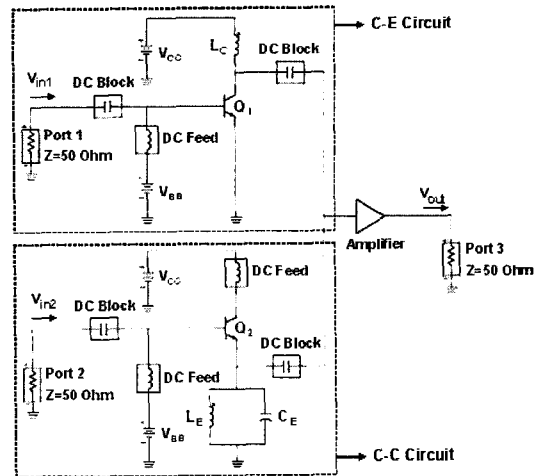 C-E Circuit
V_CC
L_C
DC Block
V_in1
DC Block
Q_1
Port 1
Z=50 Ohm
DC Feed
V_BB
V_out
Amplifier
Port 3
Z=50 Ohm
V_CC
DC Feed
V_in2
DC Block
Q_2
DC Block
Port 2
Z=50 Ohm
DC Feed
L_E
C_E
V_BB
C-C Circuit